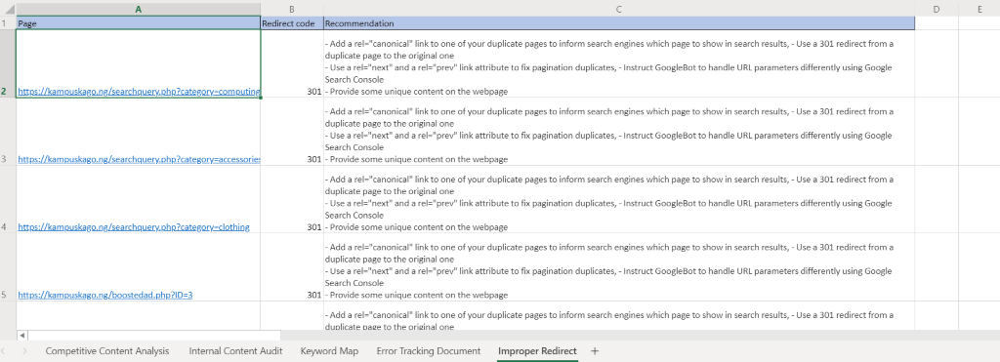 A B C D E
1 Page Redirect code Recommendation
- Add a rel="canonical" link to one of your duplicate pages to inform search engines which page to show in search results, - Use a 301 redirect from a
duplicate page to the original one
- Use a rel="next" and a rel="prev" link attribute to fix pagination duplicates, - Instruct GoogleBot to handle URL parameters differently using Google
Search Console
2 https://kampuskago.ng/searchquery.php?category=computing 301 - Provide some unique content on the webpage
- Add a rel="canonical" link to one of your duplicate pages to inform search engines which page to show in search results, - Use a 301 redirect from a
duplicate page to the original one
- Use a rel="next" and a rel="prev" link attribute to fix pagination duplicates, - Instruct GoogleBot to handle URL parameters differently using Google
Search Console
3 https://kampuskago.ng/searchquery.php?category=accessories 301 - Provide some unique content on the webpage
- Add a rel="canonical" link to one of your duplicate pages to inform search engines which page to show in search results, - Use a 301 redirect from a
duplicate page to the original one
- Use a rel="next" and a rel="prev" link attribute to fix pagination duplicates, - Instruct GoogleBot to handle URL parameters differently using Google
Search Console
4 https://kampuskago.ng/searchquery.php?category=clothing 301 - Provide some unique content on the webpage
- Add a rel="canonical" link to one of your duplicate pages to inform search engines which page to show in search results, - Use a 301 redirect from a
duplicate page to the original one
- Use a rel="next" and a rel="prev" link attribute to fix pagination duplicates, - Instruct GoogleBot to handle URL parameters differently using Google
Search Console
5 https://kampuskago.ng/boostedad.php?ID=3 301 - Provide some unique content on the webpage
- Add a rel="canonical" link to one of your duplicate pages to inform search engines which page to show in search results, - Use a 301 redirect from a
duplicate page to the original one
Competitive Content Analysis Internal Content Audit Keyword Map Error Tracking Document Improper Redirect +